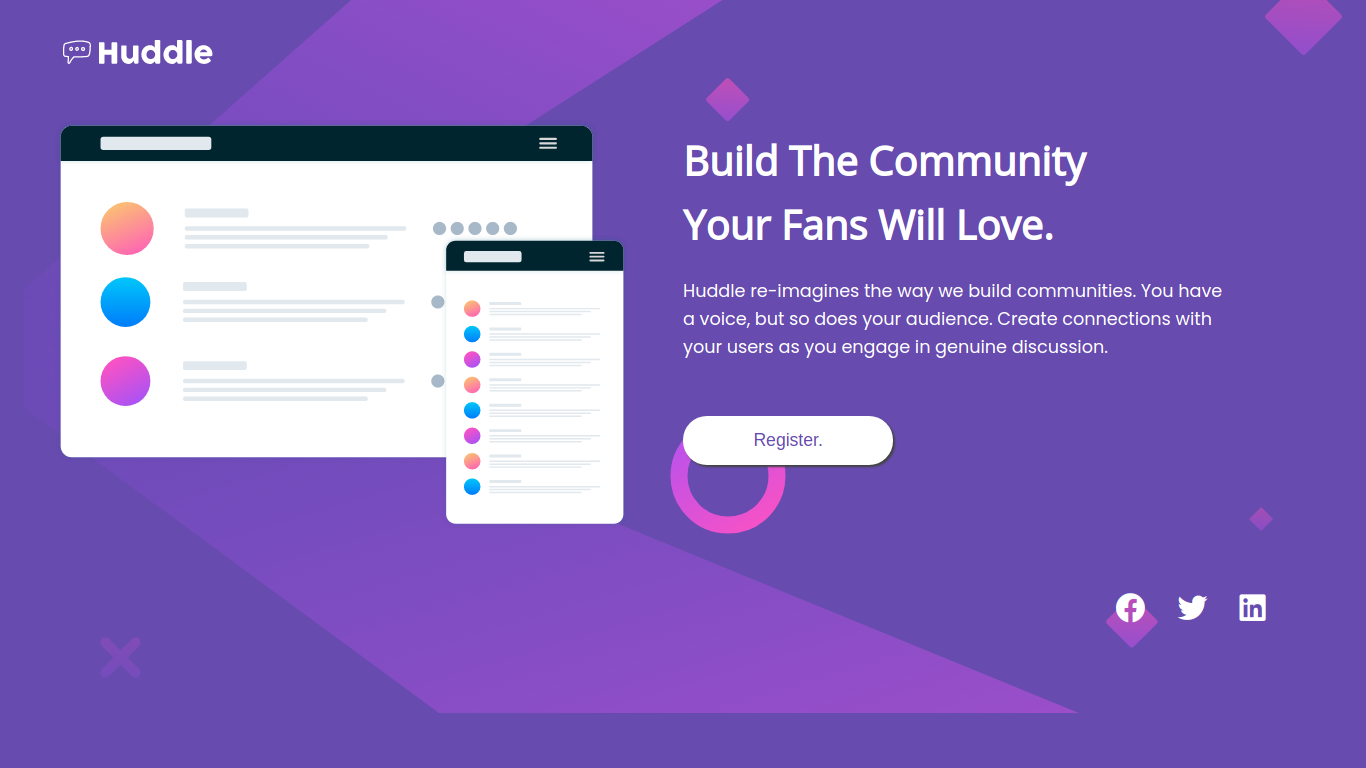 Huddle
Build The Community
Your Fans Will Love.
Huddle re-imagines the way we build communities. You have
a voice, but so does your audience. Create connections with
your users as you engage in genuine discussion.
Register.